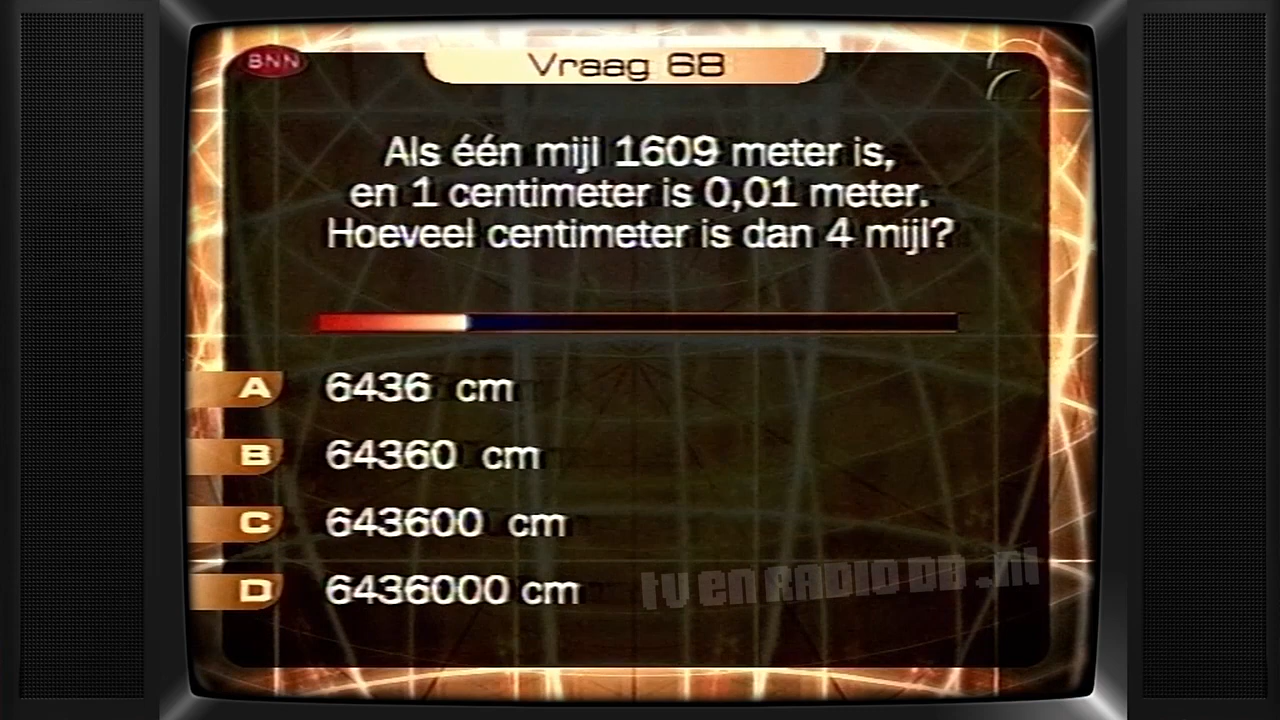 BNN
Vraag 68
Als één mijl 1609 meter is,
en 1 centimeter is 0,01 meter.
Hoeveel centimeter is dan 4 mijl?
A 6436 cm
B 64360 cm
C 643600 cm
D 6436000 cm
tv en RADIO DB .nl